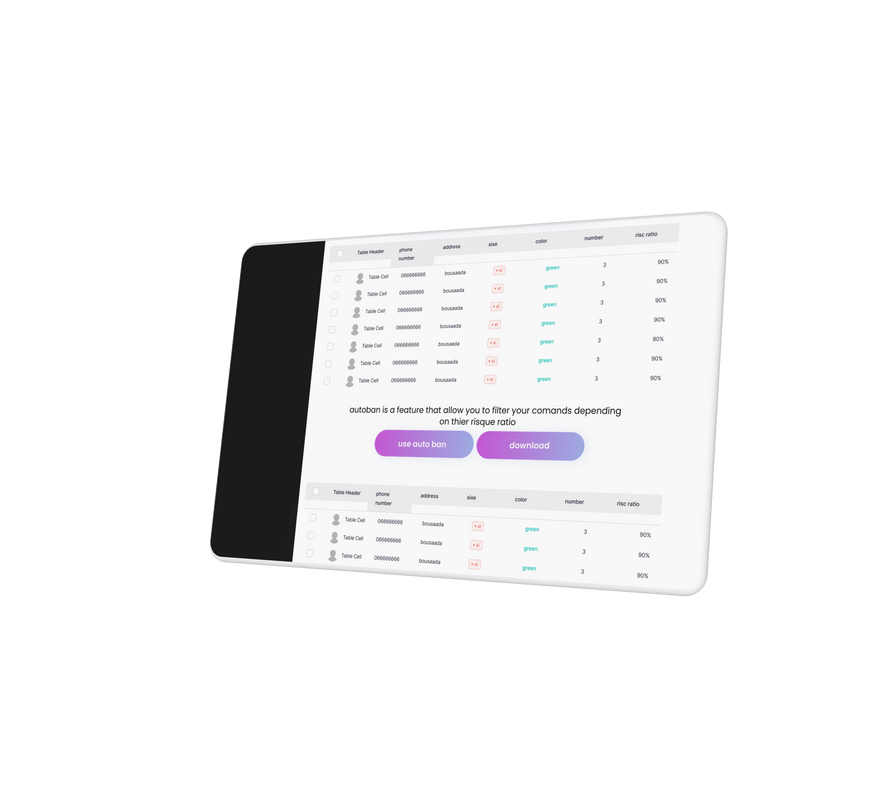 Table Header phone number address sixe color number risc ratio
Table Cell 066666666 bousaada • xl green 3 90%
Table Cell 066666666 bousaada • xl green 3 90%
Table Cell 066666666 bousaada • xl green 3 90%
Table Cell 066666666 bousaada • xl green 3 90%
Table Cell 066666666 bousaada • xl green 3 90%
Table Cell 066666666 bousaada • xl green 3 90%
Table Cell 066666666 bousaada • xl green 3 90%
autoban is a feature that allow you to filter your comands depending
on thier risque ratio
use auto ban download
Table Header phone number address sixe color number risc ratio
Table Cell 066666666 bousaada • xl green 3 90%
Table Cell 066666666 bousaada • xl green 3 90%
Table Cell 066666666 bousaada • xl green 3 90%